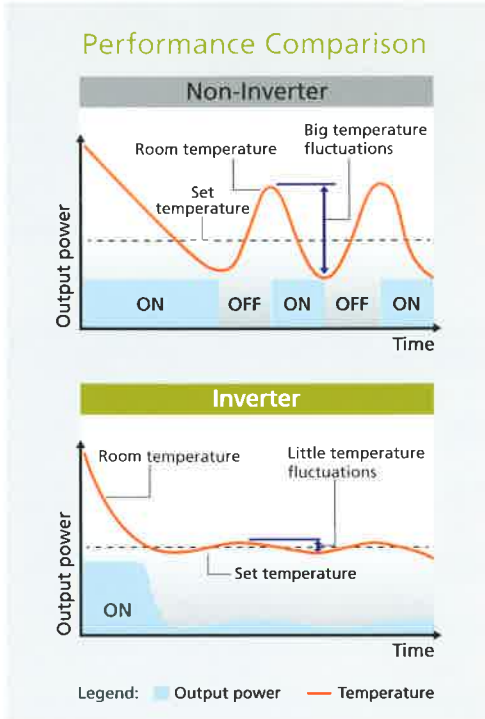 Performance Comparison
Non-Inverter
Big temperature
fluctuations
Room temperature
Set
temperature
Output power
ON
OFF
ON
OFF
ON
Time
Inverter
Room temperature
Little temperature
fluctuations
Set temperature
Output power
ON
Time
Legend:
Output power
Temperature